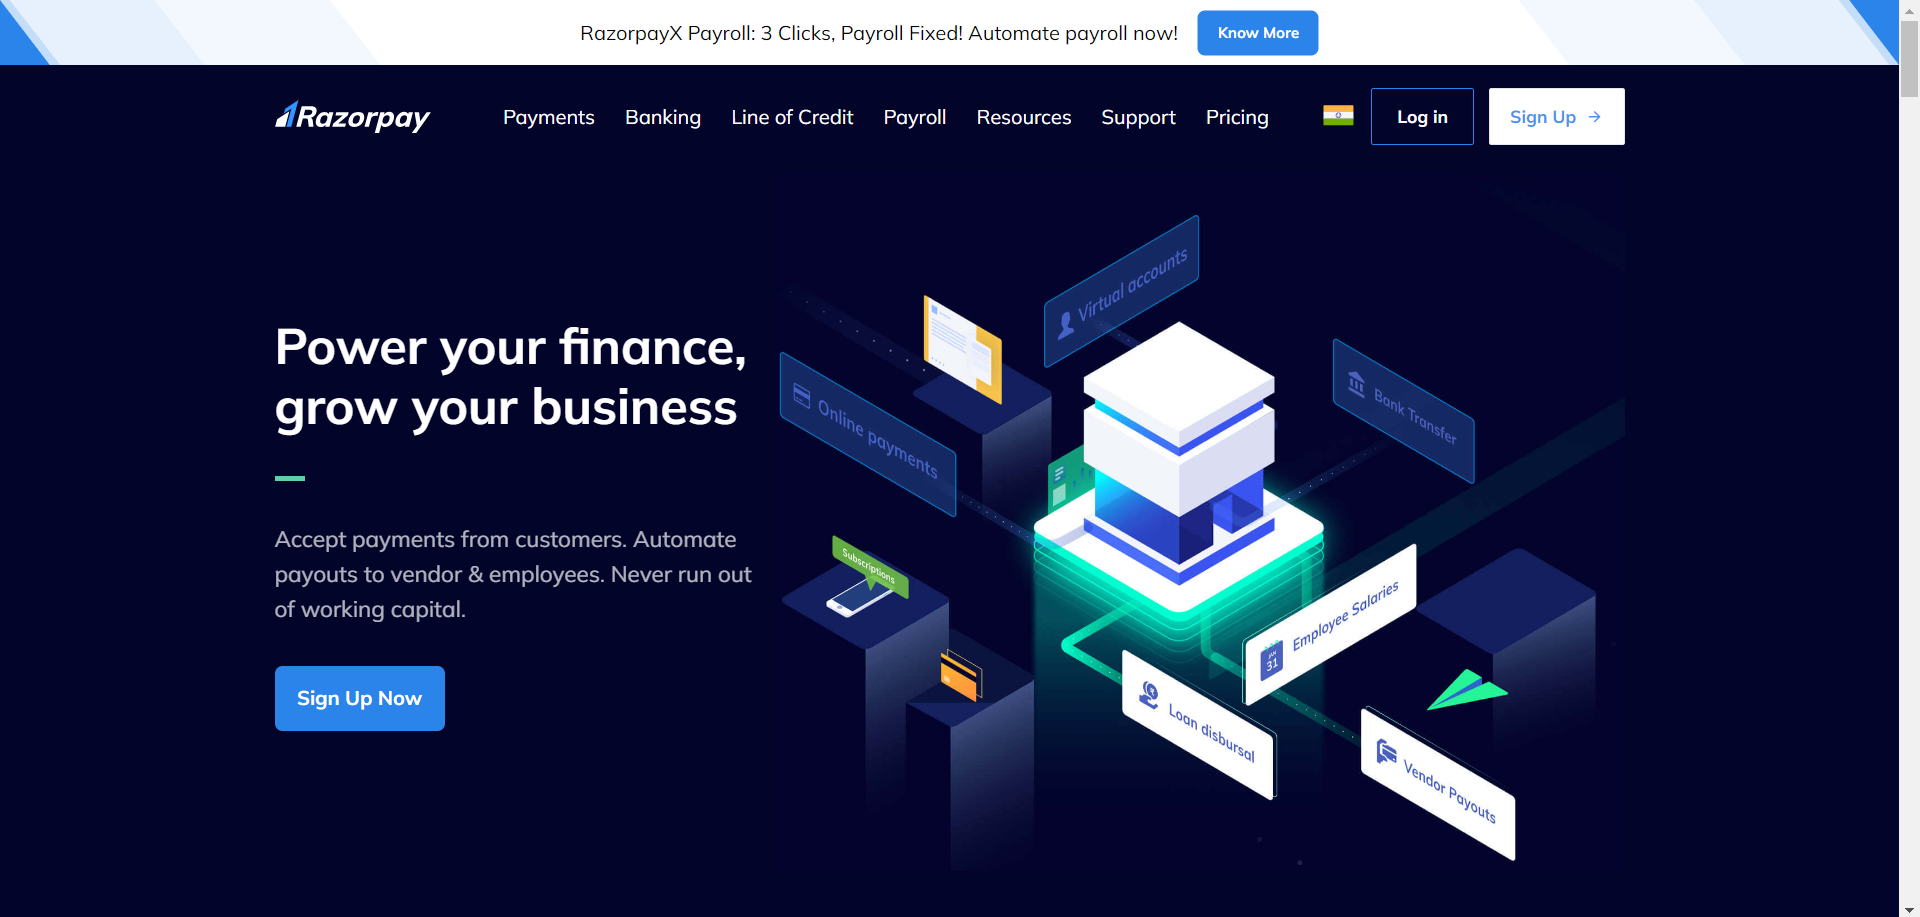 RazorpayX Payroll: 3 Clicks, Payroll Fixed! Automate payroll now!
Know More
Razorpay
Payments
Banking
Line of Credit
Payroll
Resources
Support
Pricing
Log in
Sign Up
Power your finance,
grow your business
Accept payments from customers. Automate
payouts to vendor & employees. Never run out
of working capital.
Sign Up Now
Virtual accounts
Bank Transfer
Online payments
Subscriptions
Employee Salaries
JAN
31
Loan disbursal
Vendor Payouts